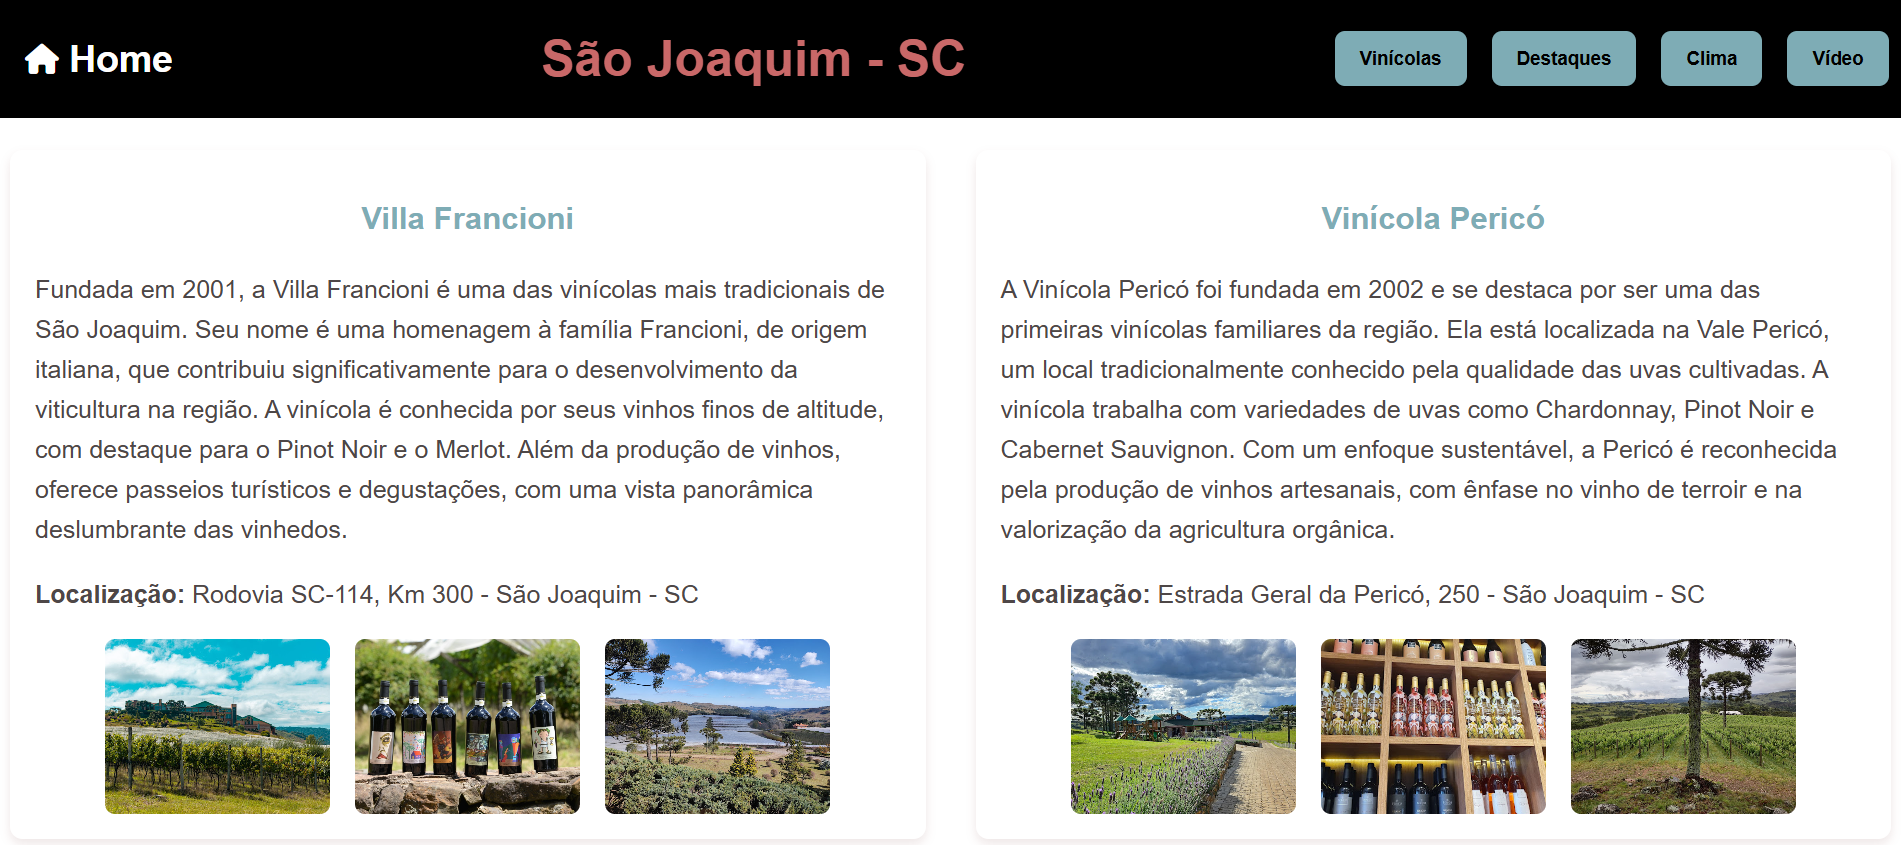 Home
São Joaquim - SC
Vinícolas
Destaques
Clima
Vídeo
Villa Francioni
Fundada em 2001, a Villa Francioni é uma das vinícolas mais tradicionais de
São Joaquim. Seu nome é uma homenagem à família Francioni, de origem
italiana, que contribuiu significativamente para o desenvolvimento da
viticultura na região. A vinícola é conhecida por seus vinhos finos de altitude,
com destaque para o Pinot Noir e o Merlot. Além da produção de vinhos,
oferece passeios turísticos e degustações, com uma vista panorâmica
deslumbrante das vinhedos.
Localização: Rodovia SC-114, Km 300 - São Joaquim - SC
Vinícola Pericó
A Vinícola Pericó foi fundada em 2002 e se destaca por ser uma das
primeiras vinícolas familiares da região. Ela está localizada na Vale Pericó,
um local tradicionalmente conhecido pela qualidade das uvas cultivadas. A
vinícola trabalha com variedades de uvas como Chardonnay, Pinot Noir e
Cabernet Sauvignon. Com um enfoque sustentável, a Pericó é reconhecida
pela produção de vinhos artesanais, com ênfase no vinho de terroir e na
valorização da agricultura orgânica.
Localização: Estrada Geral da Pericó, 250 - São Joaquim - SC